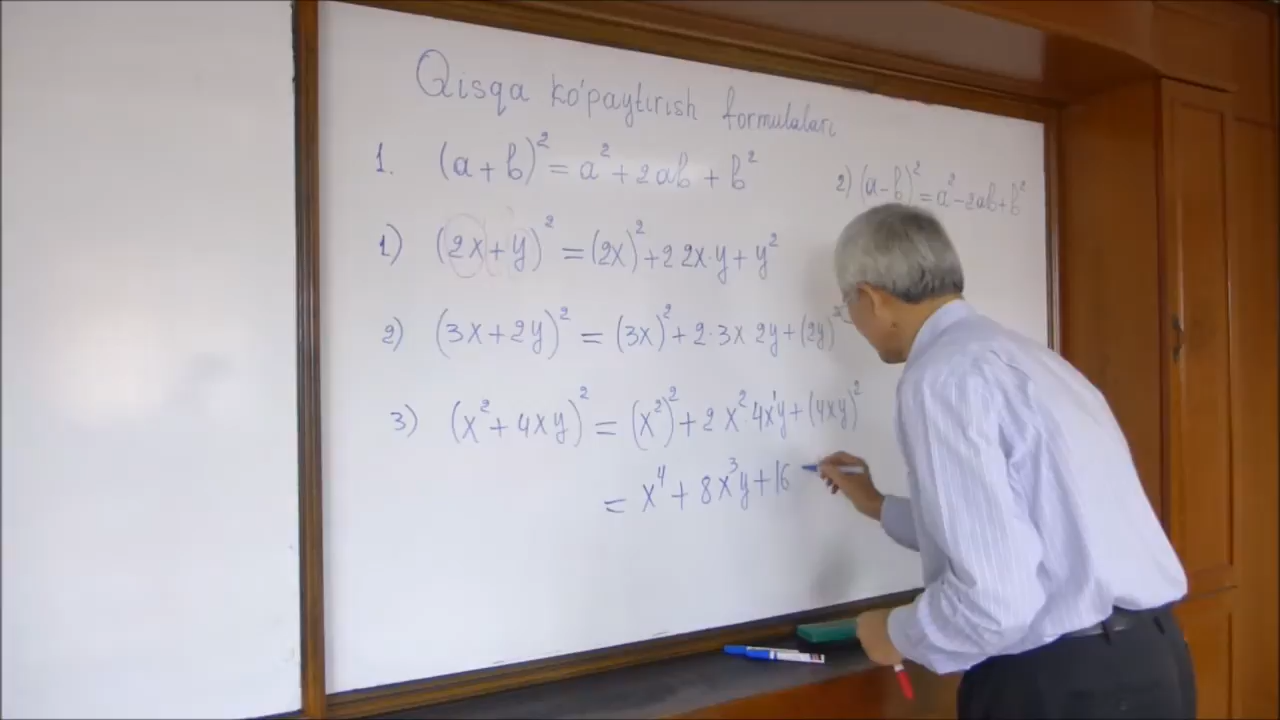 Qisqa ko'paytirish formulalari
1. (a + b)² = a² + 2ab + b²
2) (a - b)² = a² - 2ab + b²
1) (2x + y)² = (2x)² + 2 2x·y + y²
2) (3x + 2y)² = (3x)² + 2·3x 2y + (2y)²
3) (x² + 4xy)² = (x²)² + 2 x²·4x¹y + (4xy)²
= x⁴ + 8x³y + 16